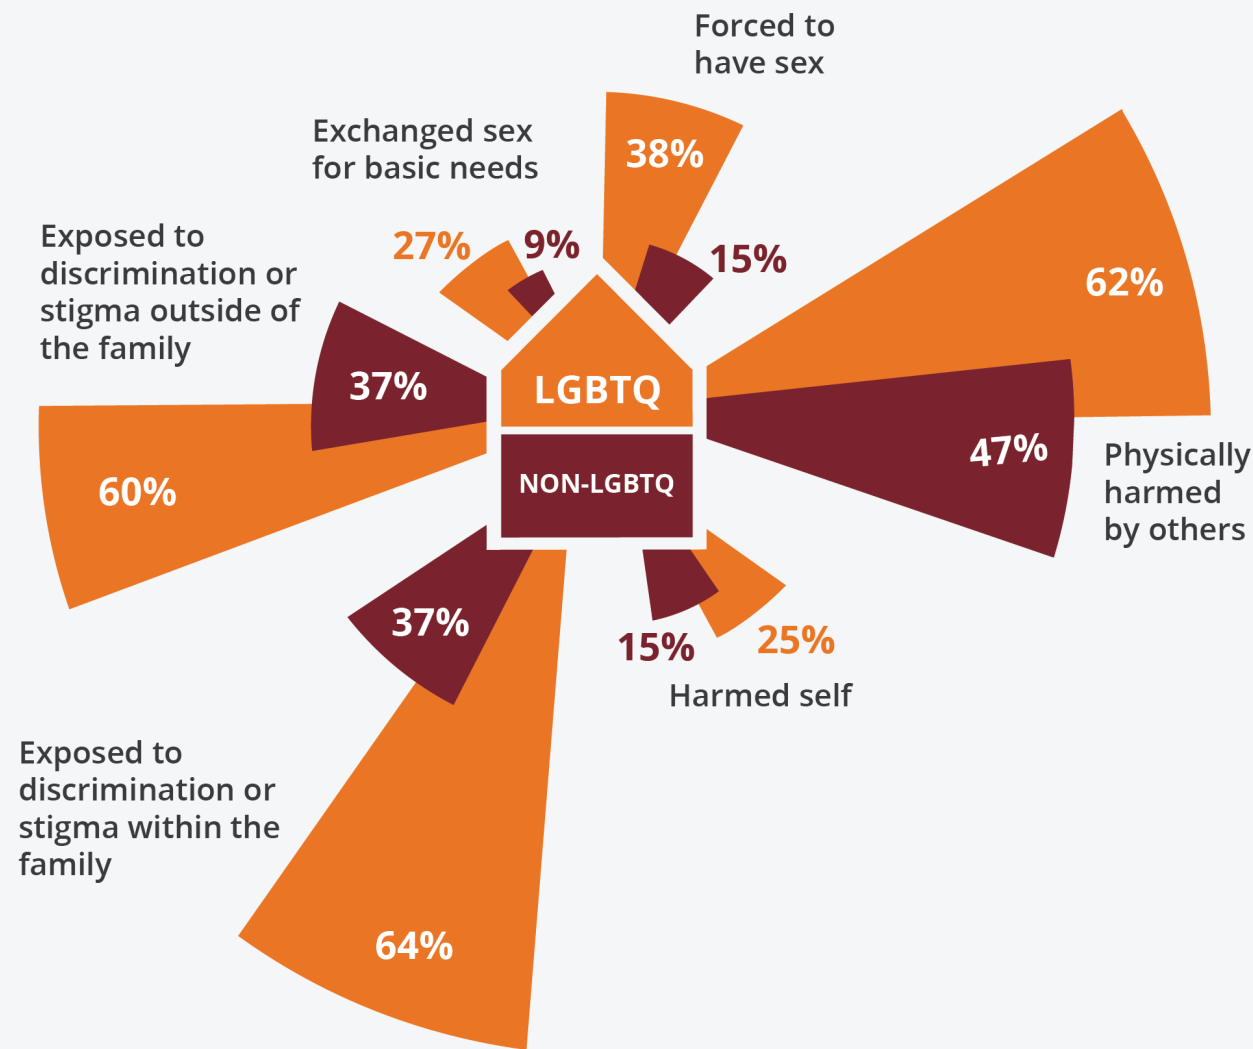 Forced to
have sex
38%
15%
Exchanged sex
for basic needs
27%
9%
Exposed to
discrimination or
stigma outside of
the family
37%
60%
62%
47%
Physically
harmed
by others
LGBTQ
NON-LGBTQ
15%
25%
Harmed self
37%
64%
Exposed to
discrimination or
stigma within the
family